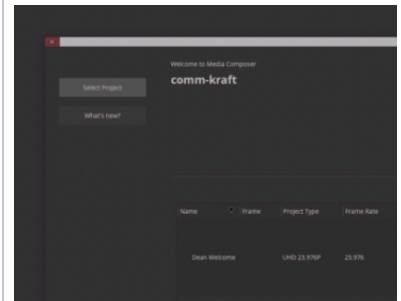 Welcome to Media Composer
comm-kraft
Select Project
What's new?
Name Frame Project Type Frame Rate
Dean Welcome UHD 23.976P 23.976